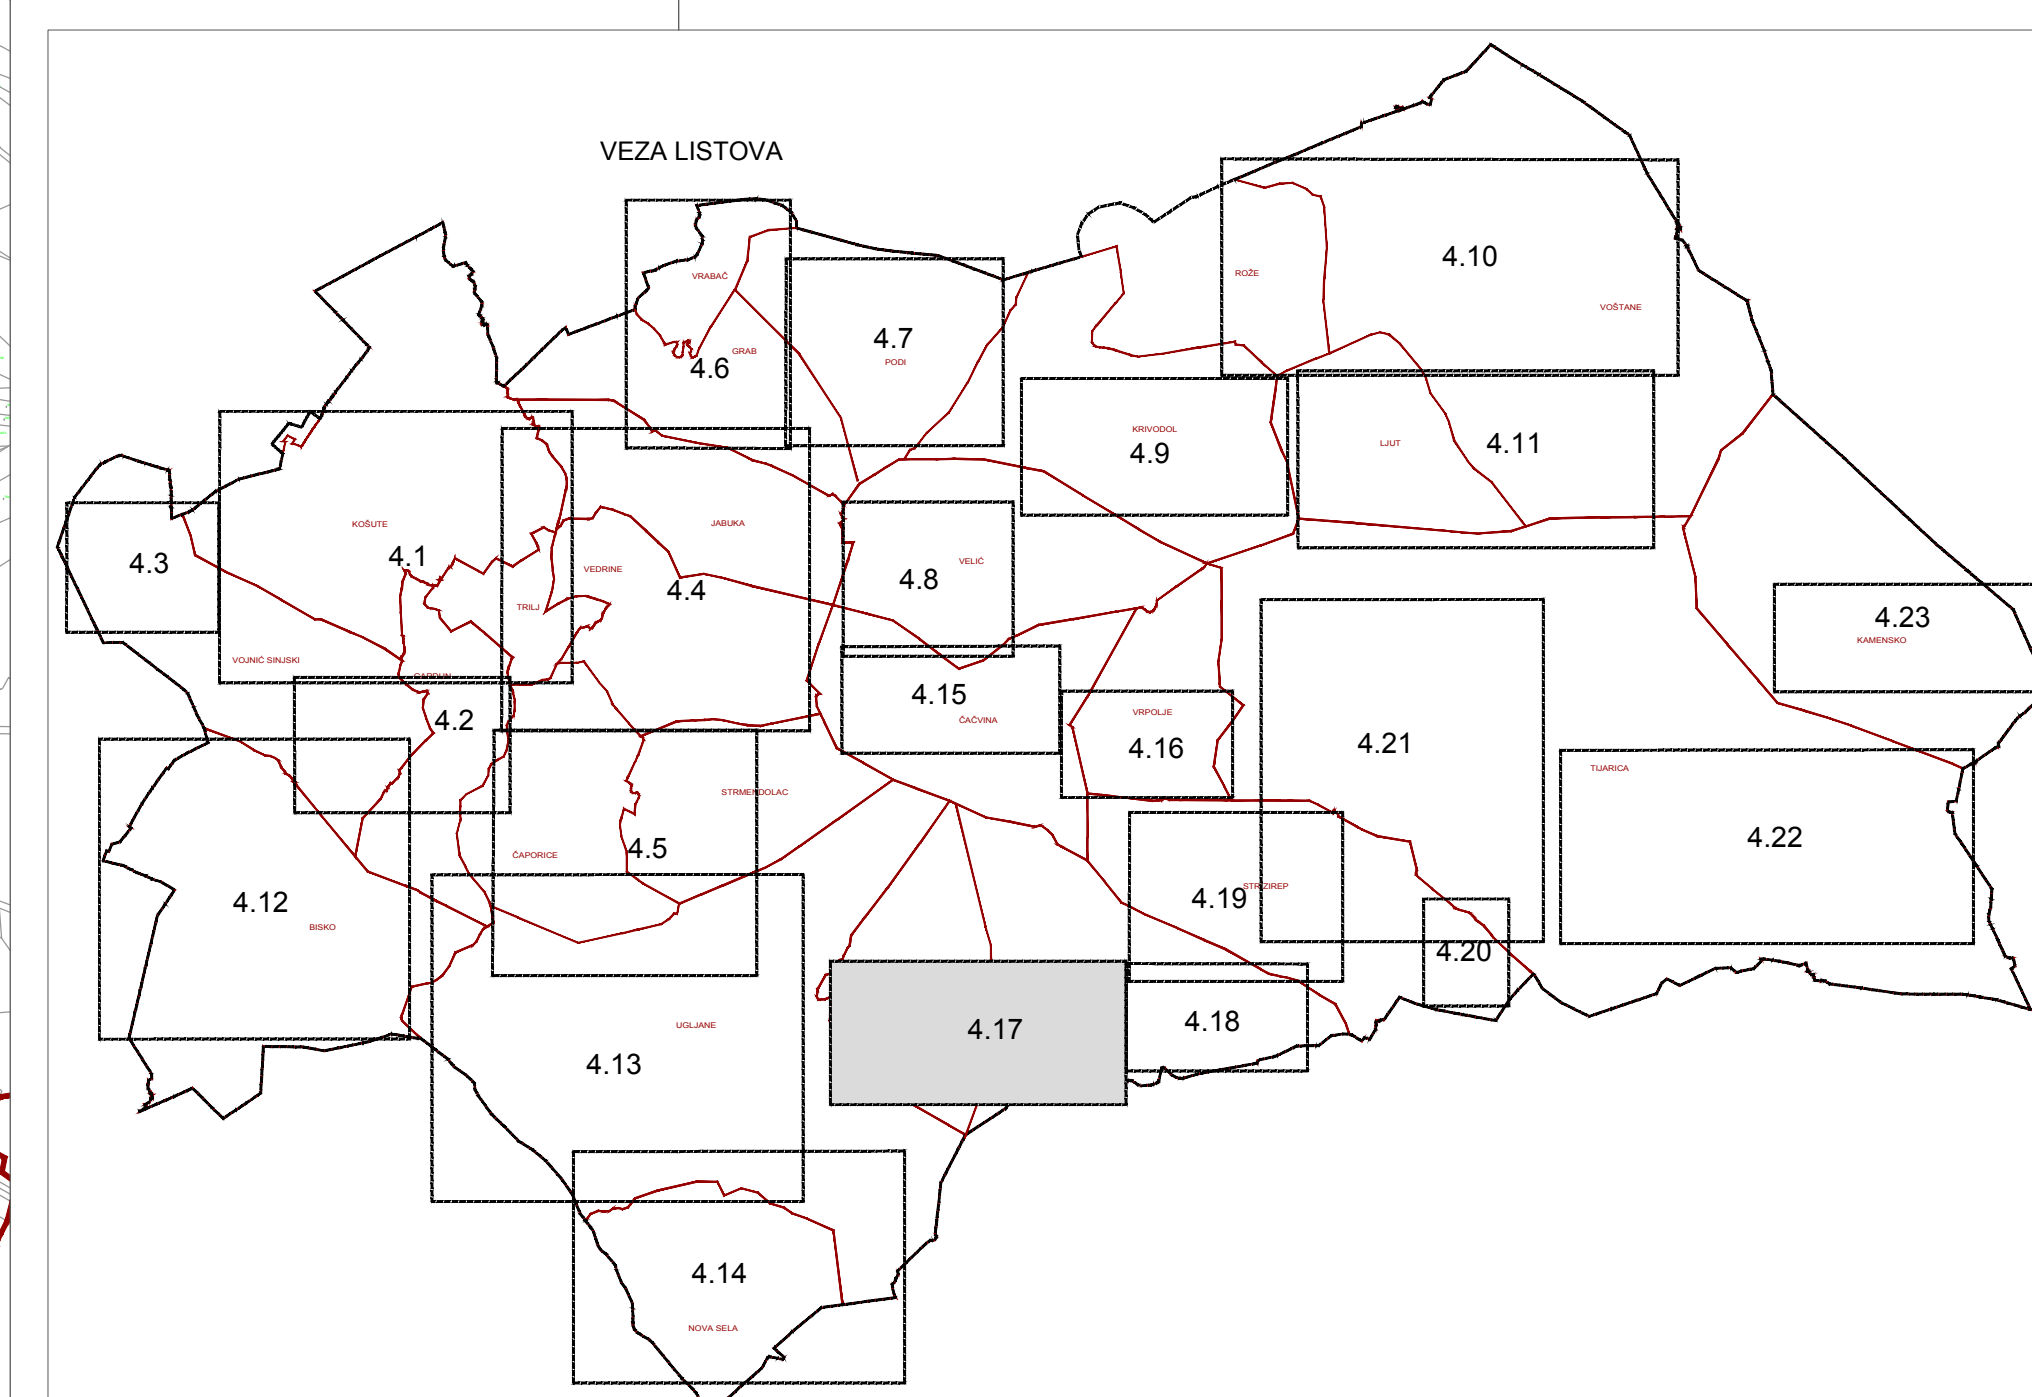 VEZA LISTOVA
4.10
ROŽE
VRABAČ
VOŠTANE
4.7
GRAB
PODI
4.6
KRIVODOL
4.9
LJUT
4.11
KOŠUTE
JABUKA
4.1
4.3
VEDRINE
4.4
VELIĆ
4.8
TRILJ
4.23
KAMENSKO
VOJNIĆ SINJSKI
GARDUN
4.2
4.15
ČAČVINA
VRPOLJE
4.16
4.21
TIJARICA
STRMENDOLAC
4.5
ČAPORICE
4.22
4.12
BISKO
4.19
STRIZIREP
4.20
UGLJANE
4.17
4.18
4.13
4.14
NOVA SELA